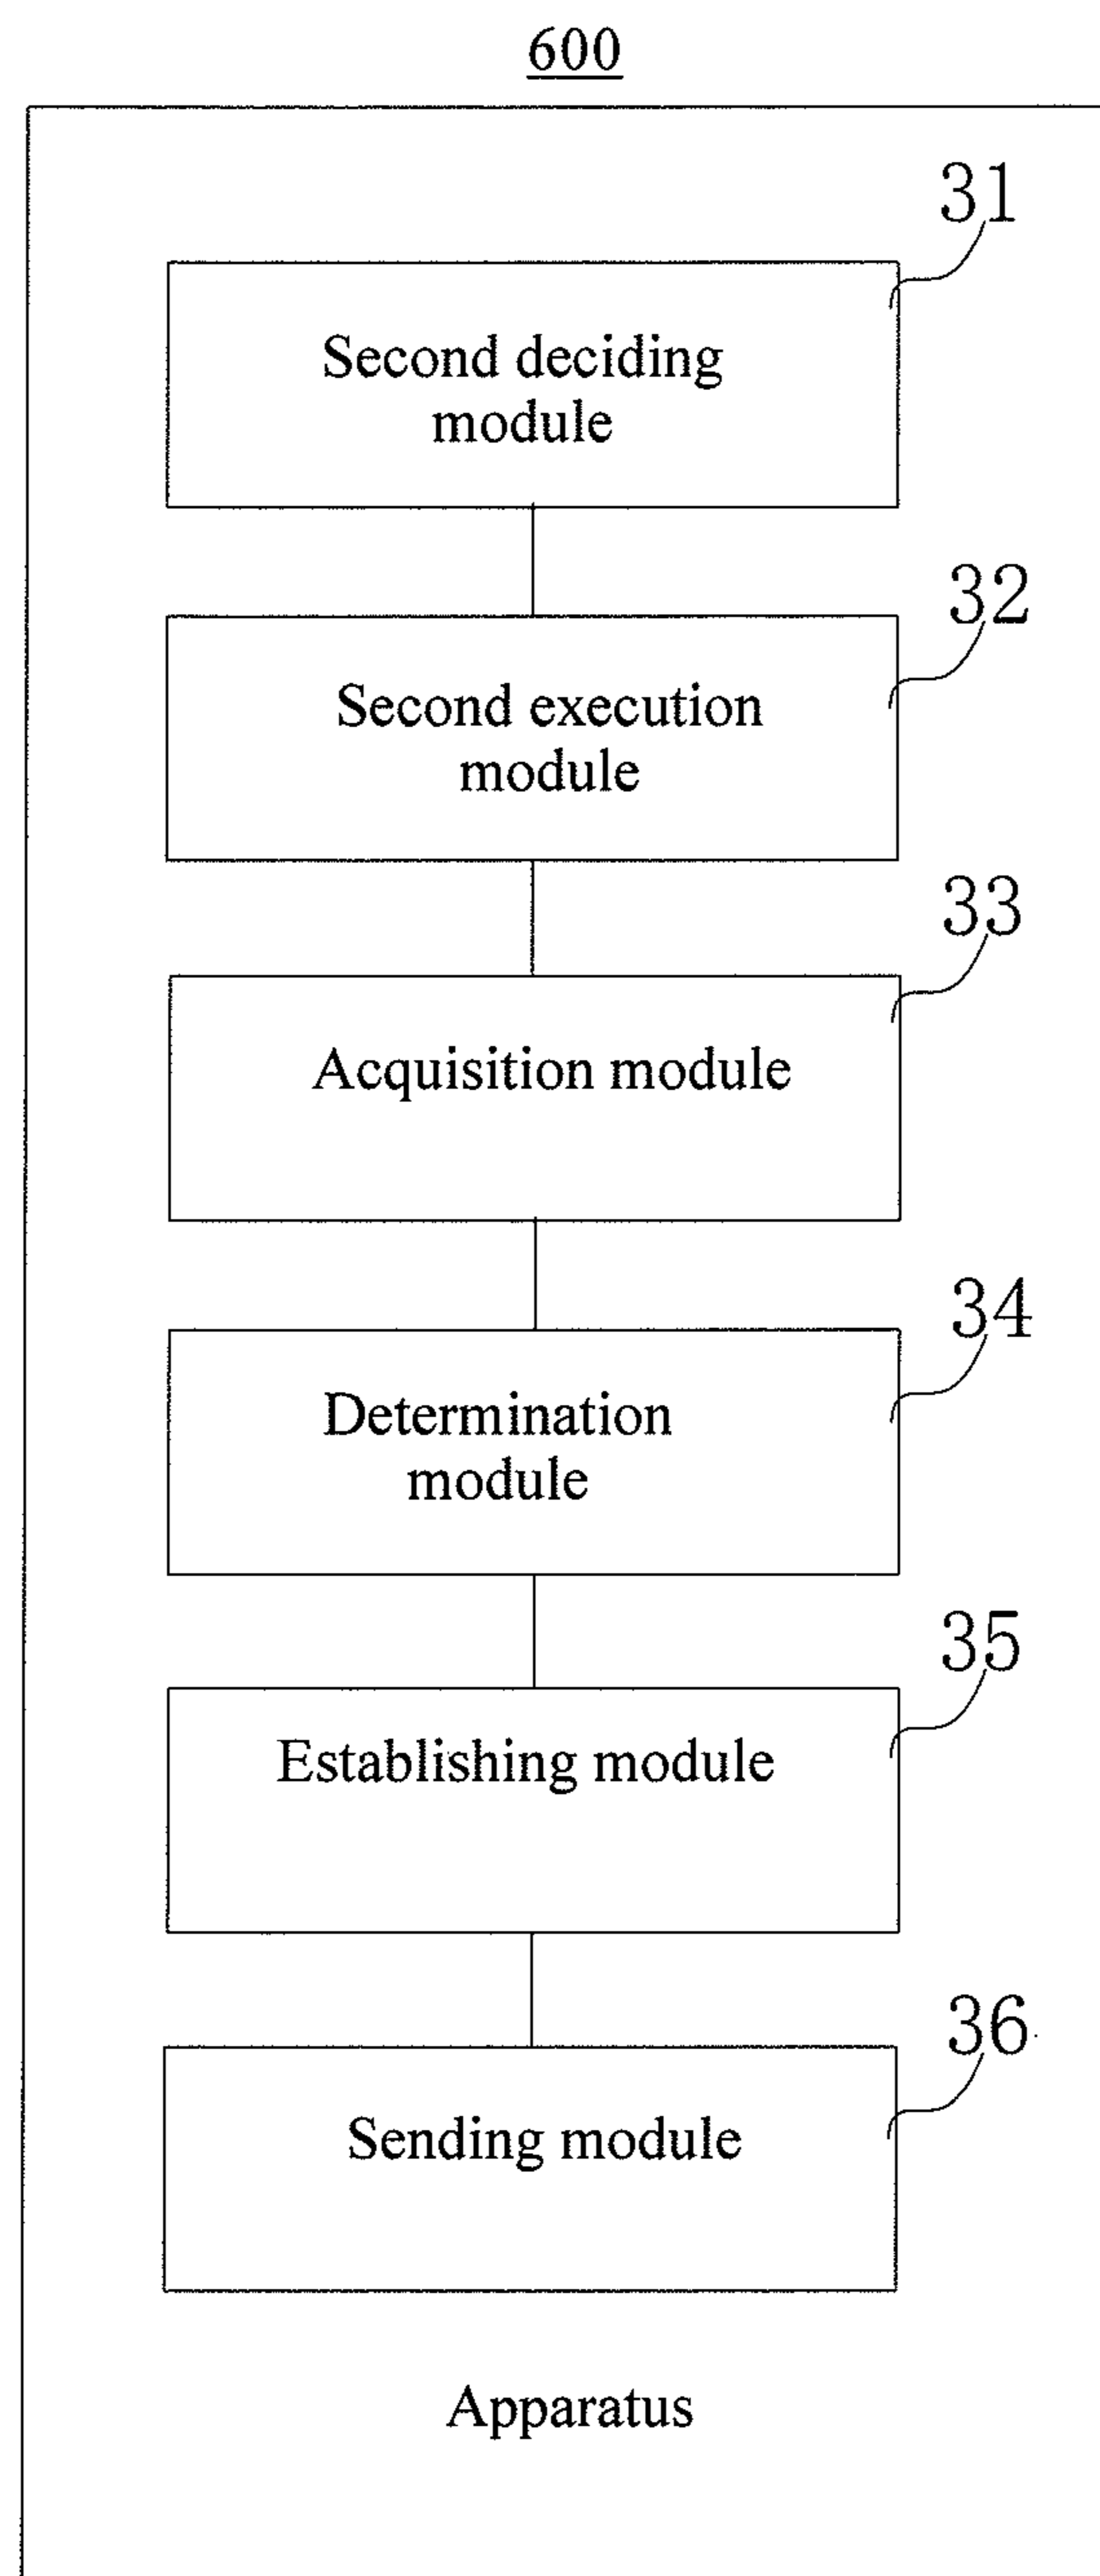 600
31
Second deciding
module
32
Second execution
module
33
Acquisition module
34
Determination
module
35
Establishing module
36
Sending module
Apparatus